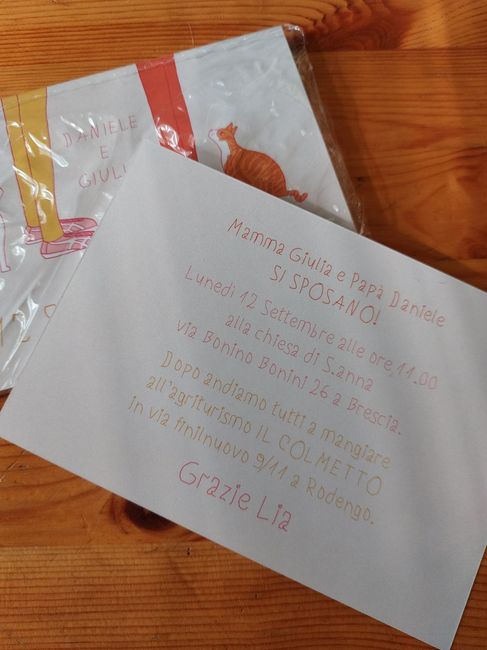 DANIELE
E
Mamma Giulia e Papà Daniele
SI SPOSANO!
Lunedì 12 Settembre alle ore 11.00
alla chiesa di S.anna
via Bonino Bonini 26 a Brescia.
Dopo andiamo tutti a mangiare
all'agriturismo IL COLMETTO
in via finilnuovo 9/11 a Rodengo.
Grazie Lia